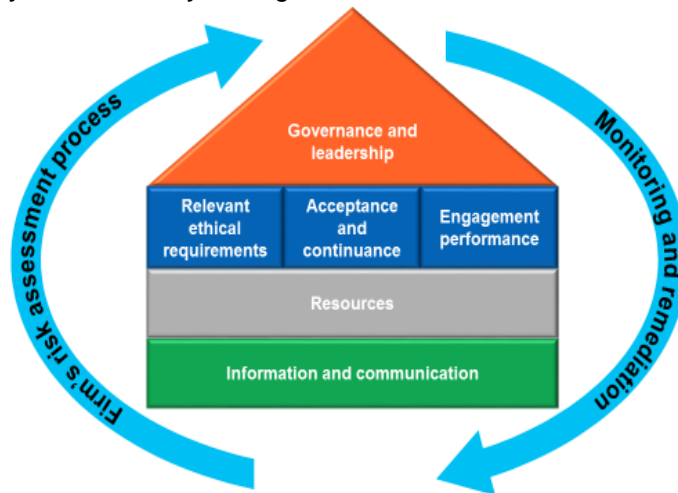 Governance and
leadership
Relevant
ethical
requirements
Acceptance
and
continuance
Engagement
performance
Resources
Information and communication
Firm's risk assessment process
Monitoring and remediation